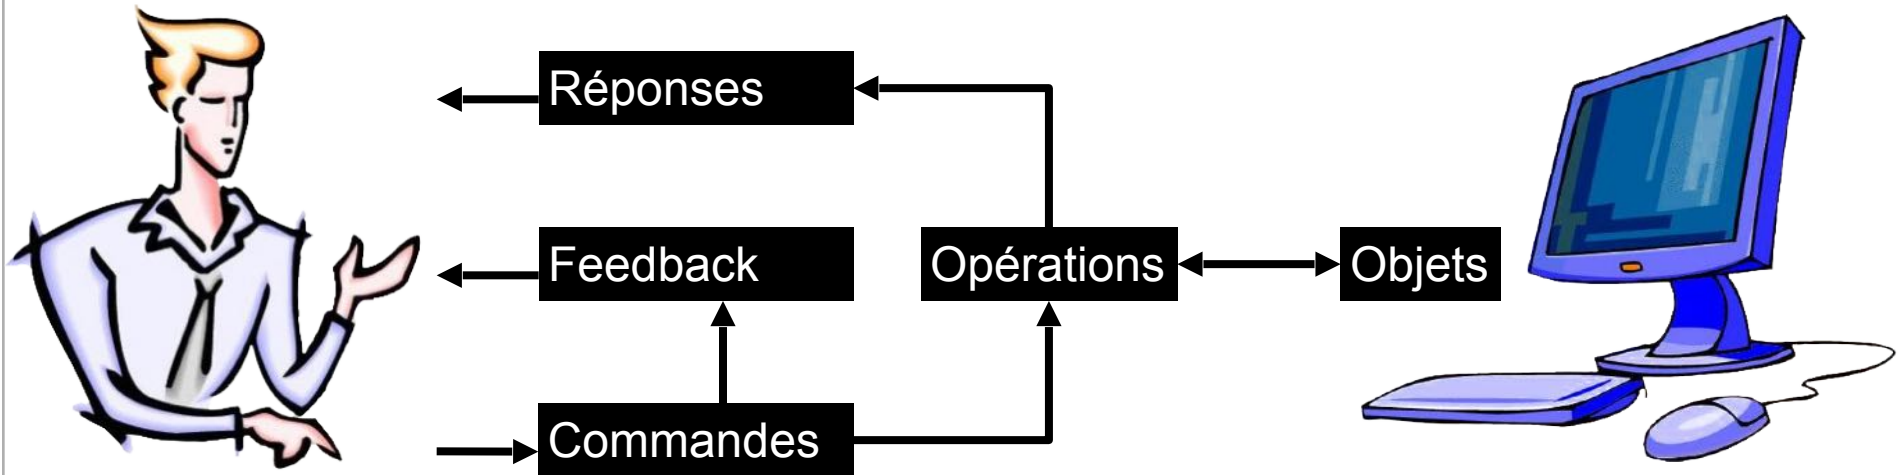 Réponses
Feedback
Opérations
Objets
Commandes